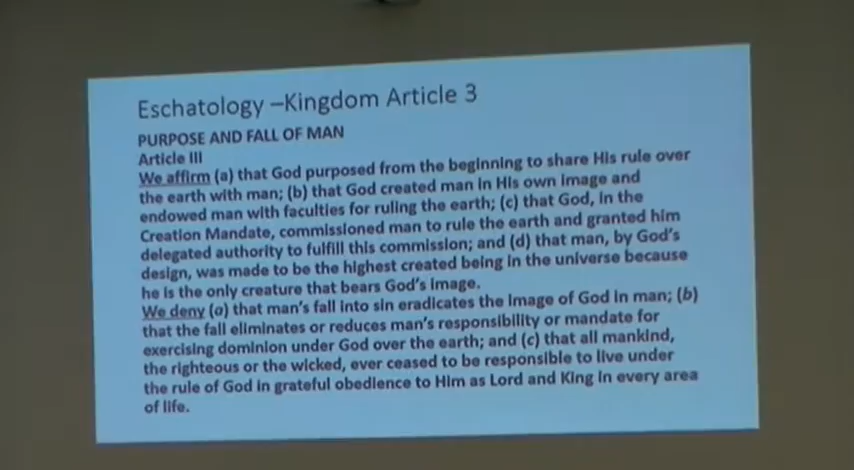 Eschatology –Kingdom Article 3
PURPOSE AND FALL OF MAN
Article III
We affirm (a) that God purposed from the beginning to share His rule over
the earth with man; (b) that God created man in His own image and
endowed man with faculties for ruling the earth; (c) that God, in the
Creation Mandate, commissioned man to rule the earth and granted him
delegated authority to fulfill this commission; and (d) that man, by God's
design, was made to be the highest created being in the universe because
he is the only creature that bears God's image.
We deny (a) that man's fall into sin eradicates the image of God in man; (b)
that the fall eliminates or reduces man's responsibility or mandate for
exercising dominion under God over the earth; and (c) that all mankind,
the righteous or the wicked, ever ceased to be responsible to live under
the rule of God in grateful obedience to Him as Lord and King in every area
of life.